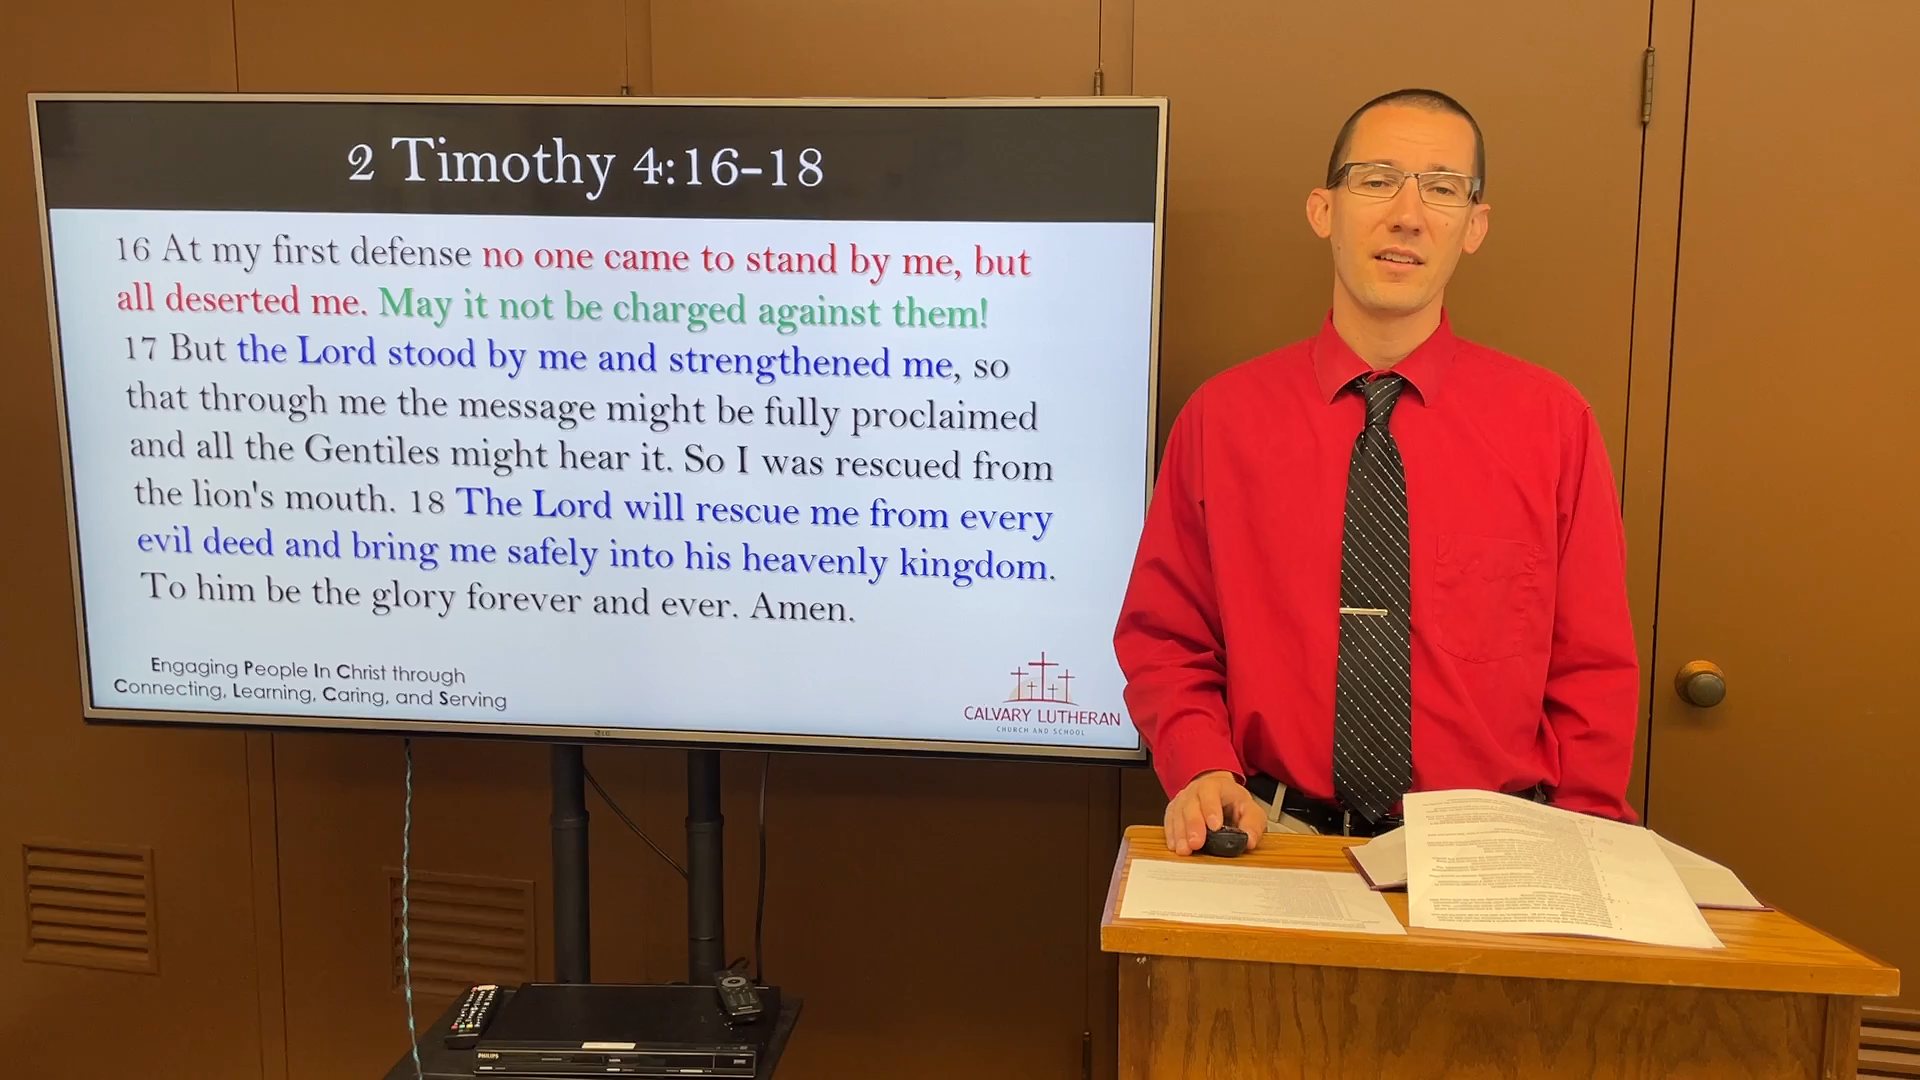 2 Timothy 4:16-18
16 At my first defense no one came to stand by me, but
all deserted me. May it not be charged against them!
17 But the Lord stood by me and strengthened me, so
that through me the message might be fully proclaimed
and all the Gentiles might hear it. So I was rescued from
the lion's mouth. 18 The Lord will rescue me from every
evil deed and bring me safely into his heavenly kingdom.
To him be the glory forever and ever. Amen.
Engaging People In Christ through
Connecting, Learning, Caring, and Serving
CALVARY LUTHERAN
CHURCH AND SCHOOL
LG
PHILIPS